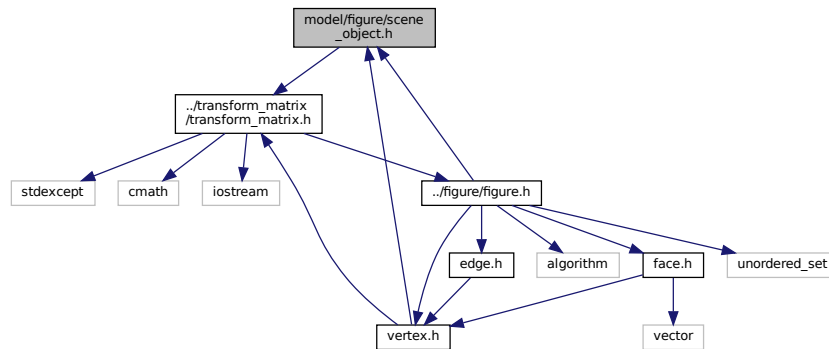 model/figure/scene
_object.h
../transform_matrix
/transform_matrix.h
stdexcept
cmath
iostream
../figure/figure.h
edge.h
algorithm
face.h
unordered_set
vertex.h
vector